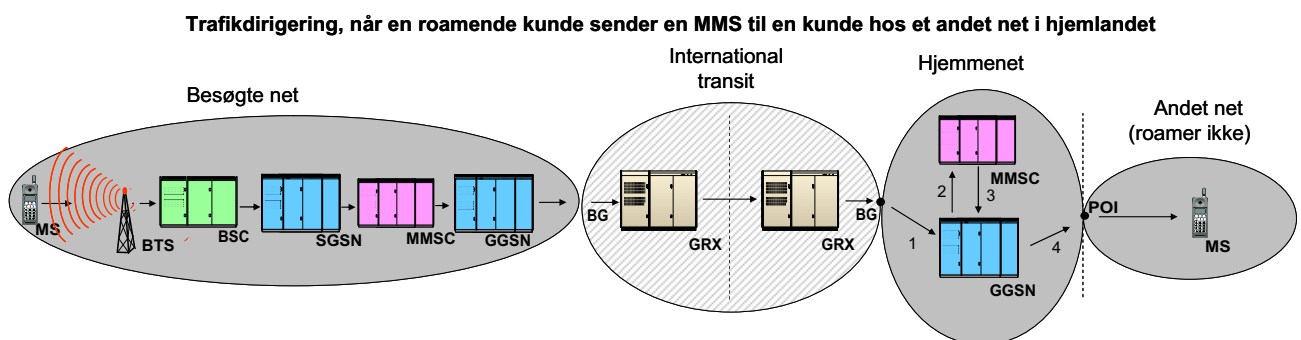 Trafikdirigering, når en roamende kunde sender en MMS til en kunde hos et andet net i hjemlandet
Besøgte net
MS
BTS
BSC
SGSN
MMSC
GGSN
International
transit
BG
GRX
GRX
BG
Hjemmenet
MMSC
2
3
1
GGSN
4
Andet net
(roamer ikke)
POI
MS